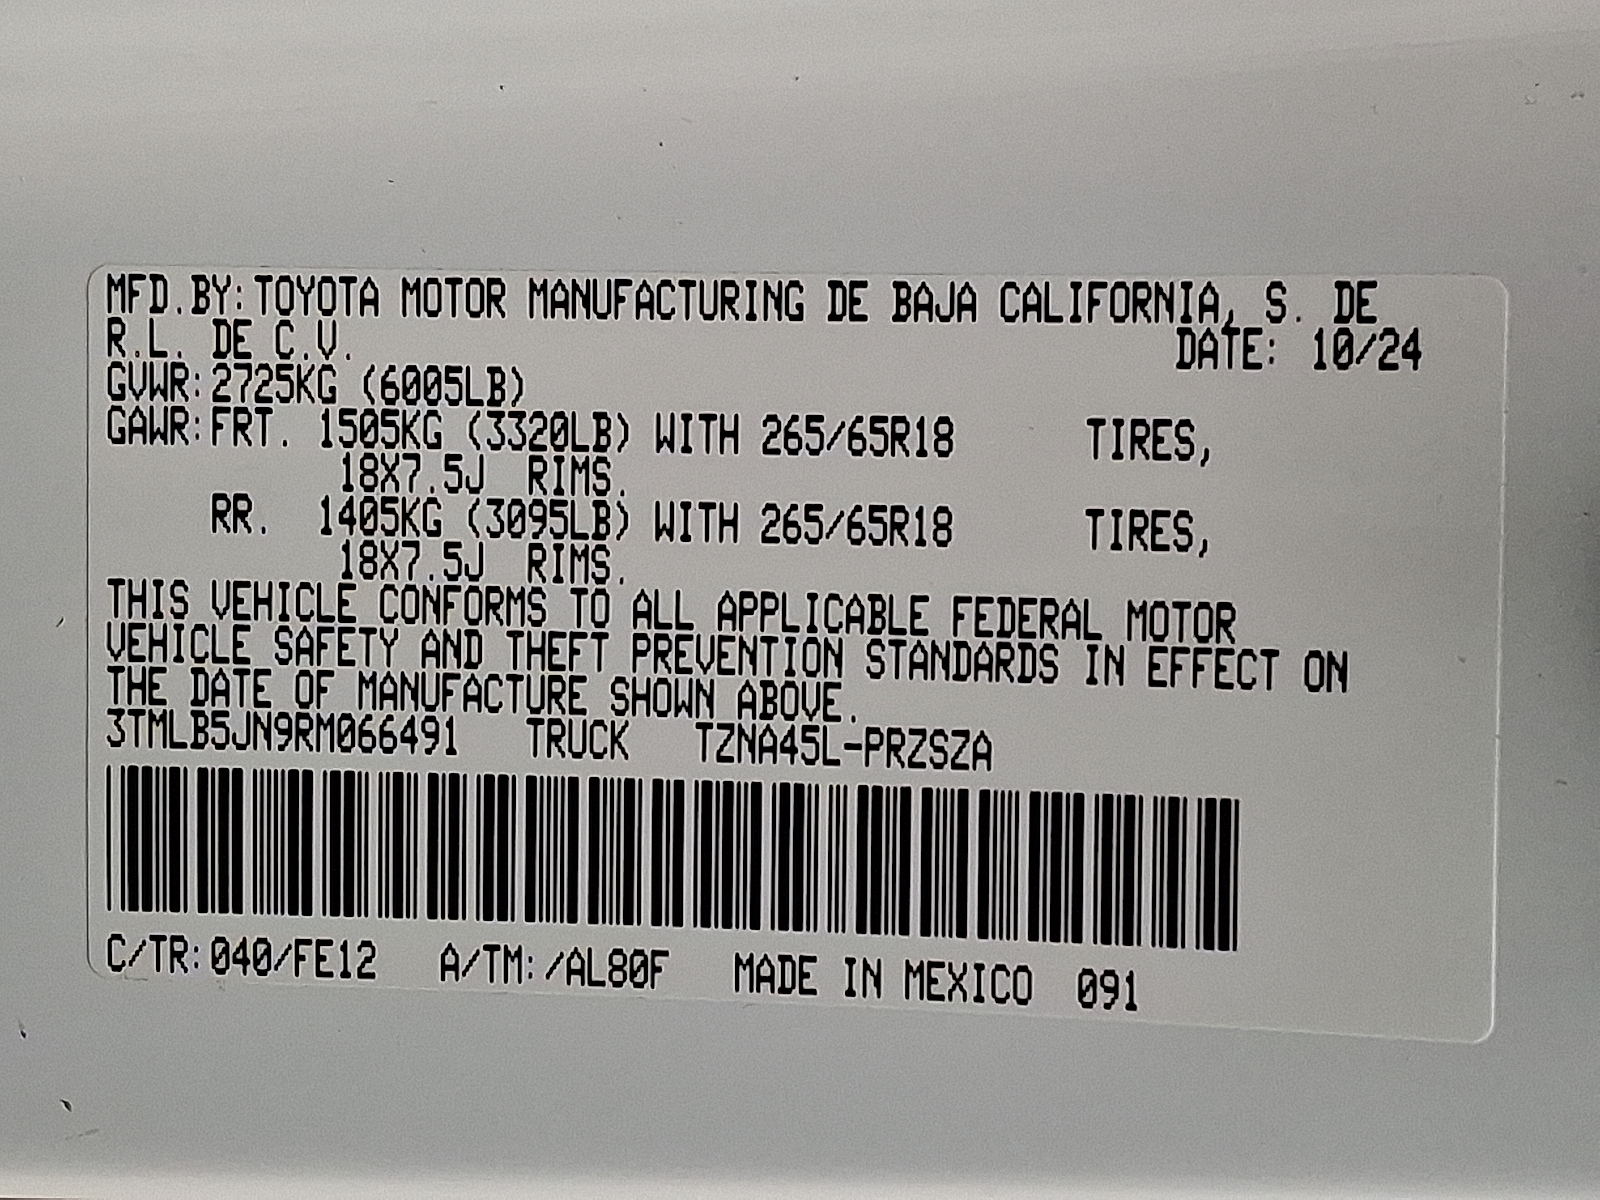 MFD.BY:TOYOTA MOTOR MANUFACTURING DE BAJA CALIFORNIA, S. DE
R.L. DE C.V. DATE: 10/24
GVWR:2725KG (6005LB)
GAWR:FRT. 1505KG (3320LB) WITH 265/65R18 TIRES,
18X7.5J RIMS.
RR. 1405KG (3095LB) WITH 265/65R18 TIRES,
18X7.5J RIMS.
THIS VEHICLE CONFORMS TO ALL APPLICABLE FEDERAL MOTOR
VEHICLE SAFETY AND THEFT PREVENTION STANDARDS IN EFFECT ON
THE DATE OF MANUFACTURE SHOWN ABOVE.
3TMLB5JN9RM066491 TRUCK TZNA45L-PRZSZA
C/TR:040/FE12 A/TM:/AL80F MADE IN MEXICO 091